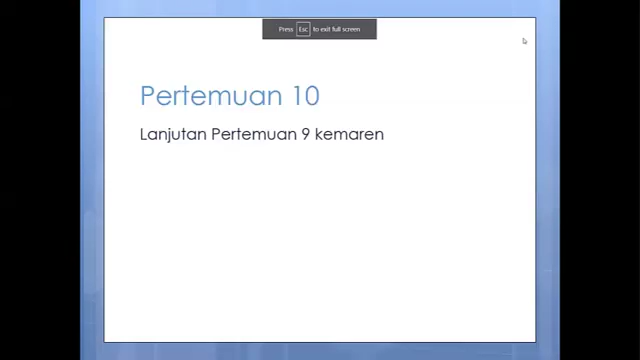 Press Esc to exit full screen
Pertemuan 10
Lanjutan Pertemuan 9 kemaren